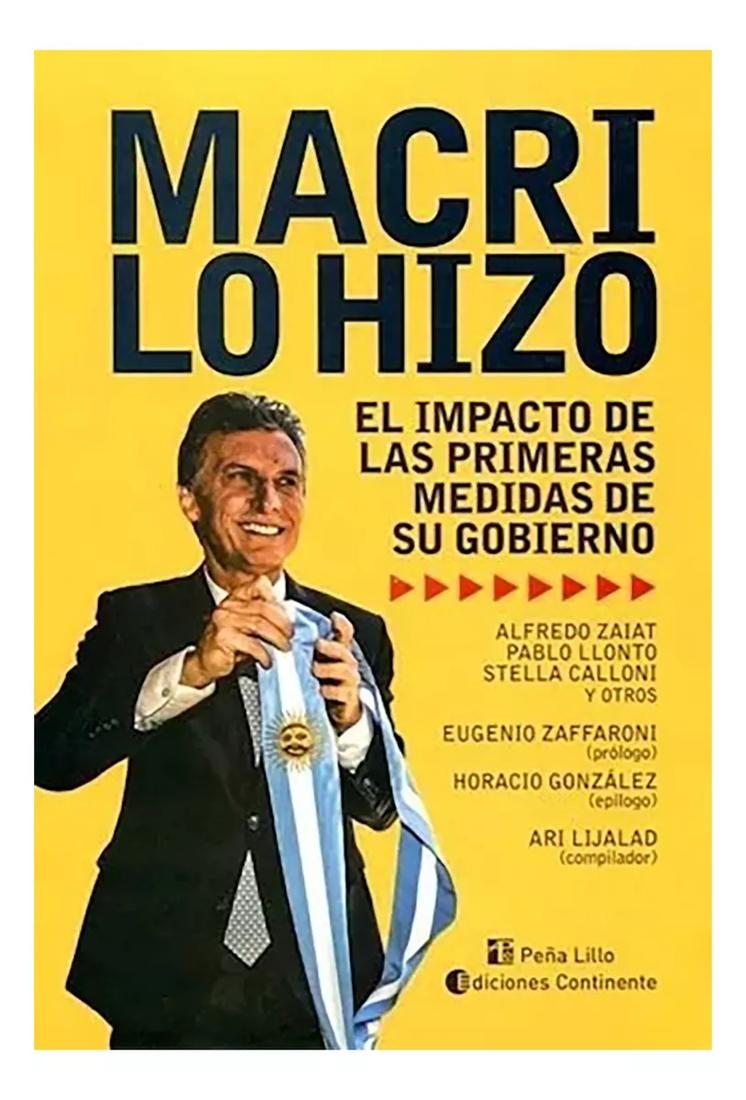 MACRI
LO HIZO
EL IMPACTO DE
LAS PRIMERAS
MEDIDAS DE
SU GOBIERNO
ALFREDO ZAIAT
PABLO LLONTO
STELLA CALLONI
Y OTROS
EUGENIO ZAFFARONI
(prólogo)
HORACIO GONZÁLEZ
(epílogo)
ARI LIJALAD
(compilador)
Peña Lillo
Ediciones Continente